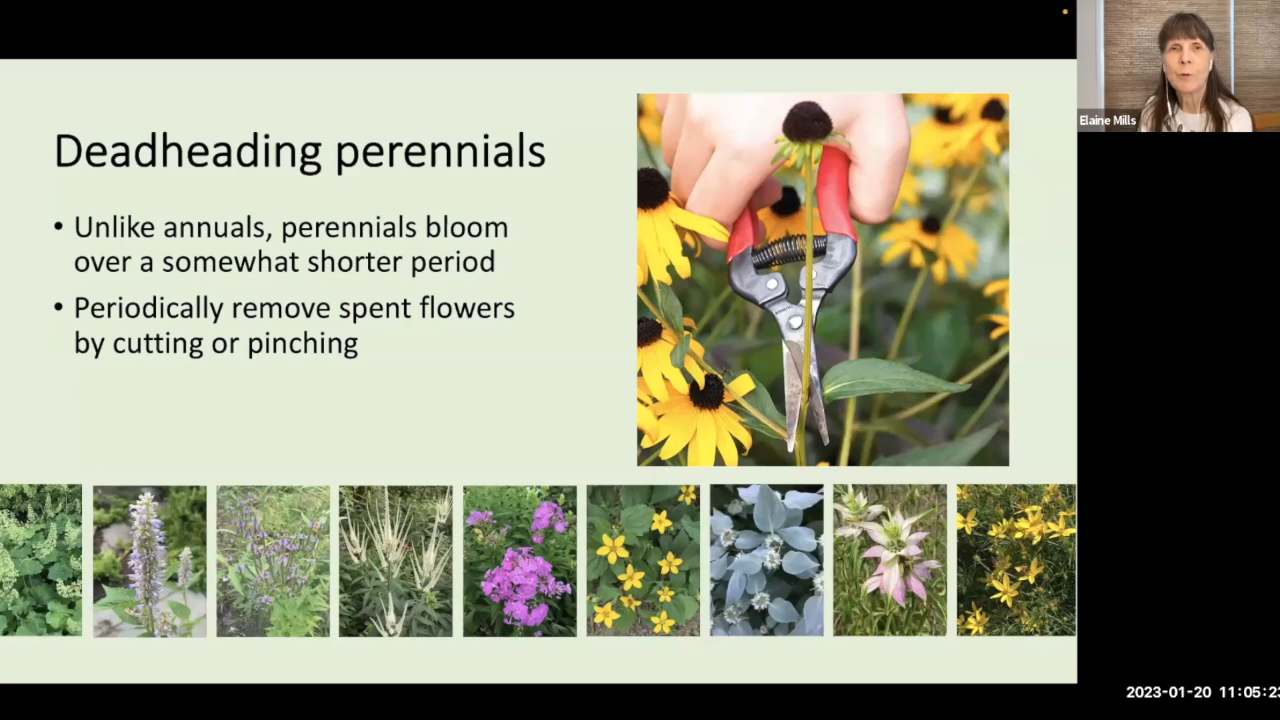 Elaine Mills
Deadheading perennials
• Unlike annuals, perennials bloom
over a somewhat shorter period
• Periodically remove spent flowers
by cutting or pinching
2023-01-20 11:05:23